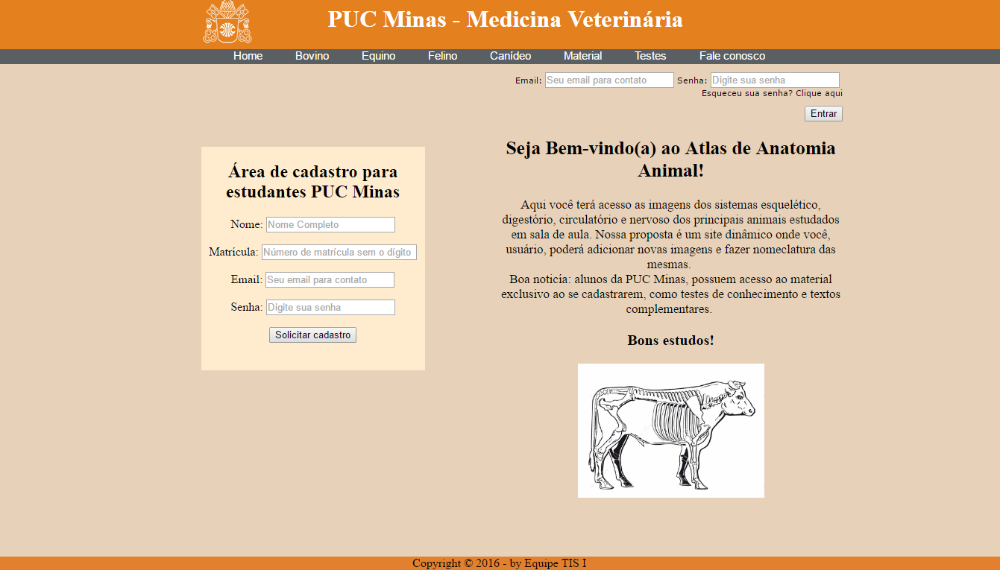 PUC Minas - Medicina Veterinária
Home Bovino Equino Felino Canídeo Material Testes Fale conosco
Email: Seu email para contato Senha: Digite sua senha
Esqueceu sua senha? Clique aqui
Entrar
Área de cadastro para
estudantes PUC Minas
Nome: Nome Completo
Matrícula: Número de matrícula sem o dígito
Email: Seu email para contato
Senha: Digite sua senha
Solicitar cadastro
Seja Bem-vindo(a) ao Atlas de Anatomia
Animal!
Aqui você terá acesso as imagens dos sistemas esquelético,
digestório, circulatório e nervoso dos principais animais estudados
em sala de aula. Nossa proposta é um site dinâmico onde você,
usuário, poderá adicionar novas imagens e fazer nomeclatura das
mesmas.
Boa noticía: alunos da PUC Minas, possuem acesso ao material
exclusivo ao se cadastrarem, como testes de conhecimento e textos
complementares.
Bons estudos!
Copyright © 2016 - by Equipe TIS I